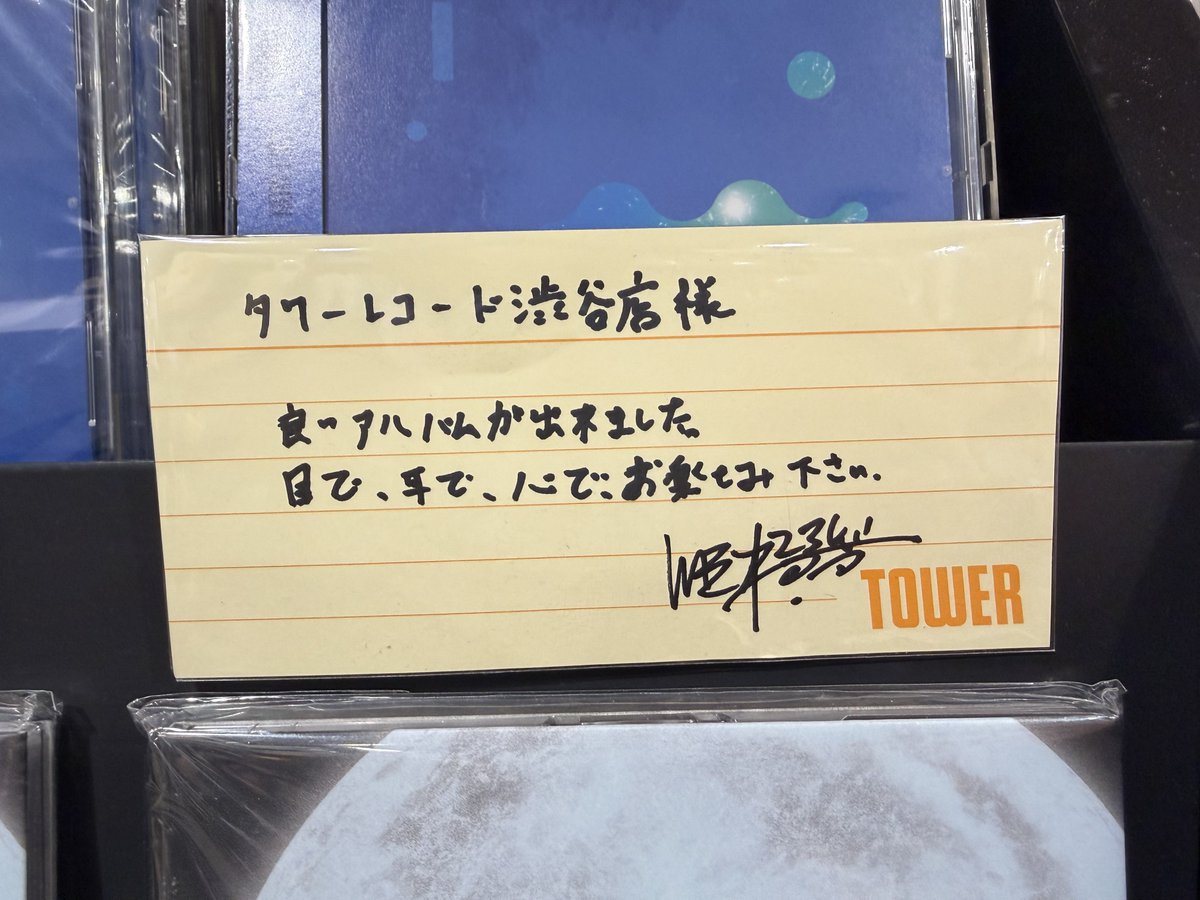 タワーレコード渋谷店様
良いアルバムが出来ました
目で、耳で、心で、お楽しみ下さい。
TOWER